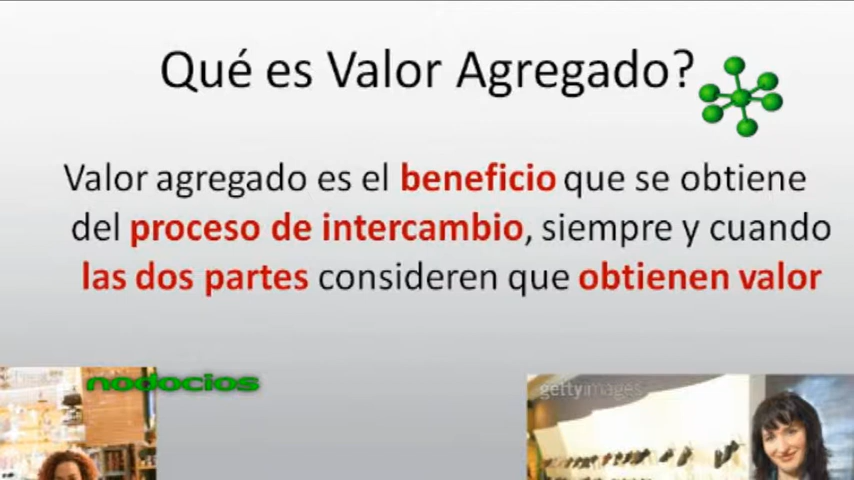 Qué es Valor Agregado?
Valor agregado es el beneficio que se obtiene
del proceso de intercambio, siempre y cuando
las dos partes consideren que obtienen valor
nodocios
gettyimages